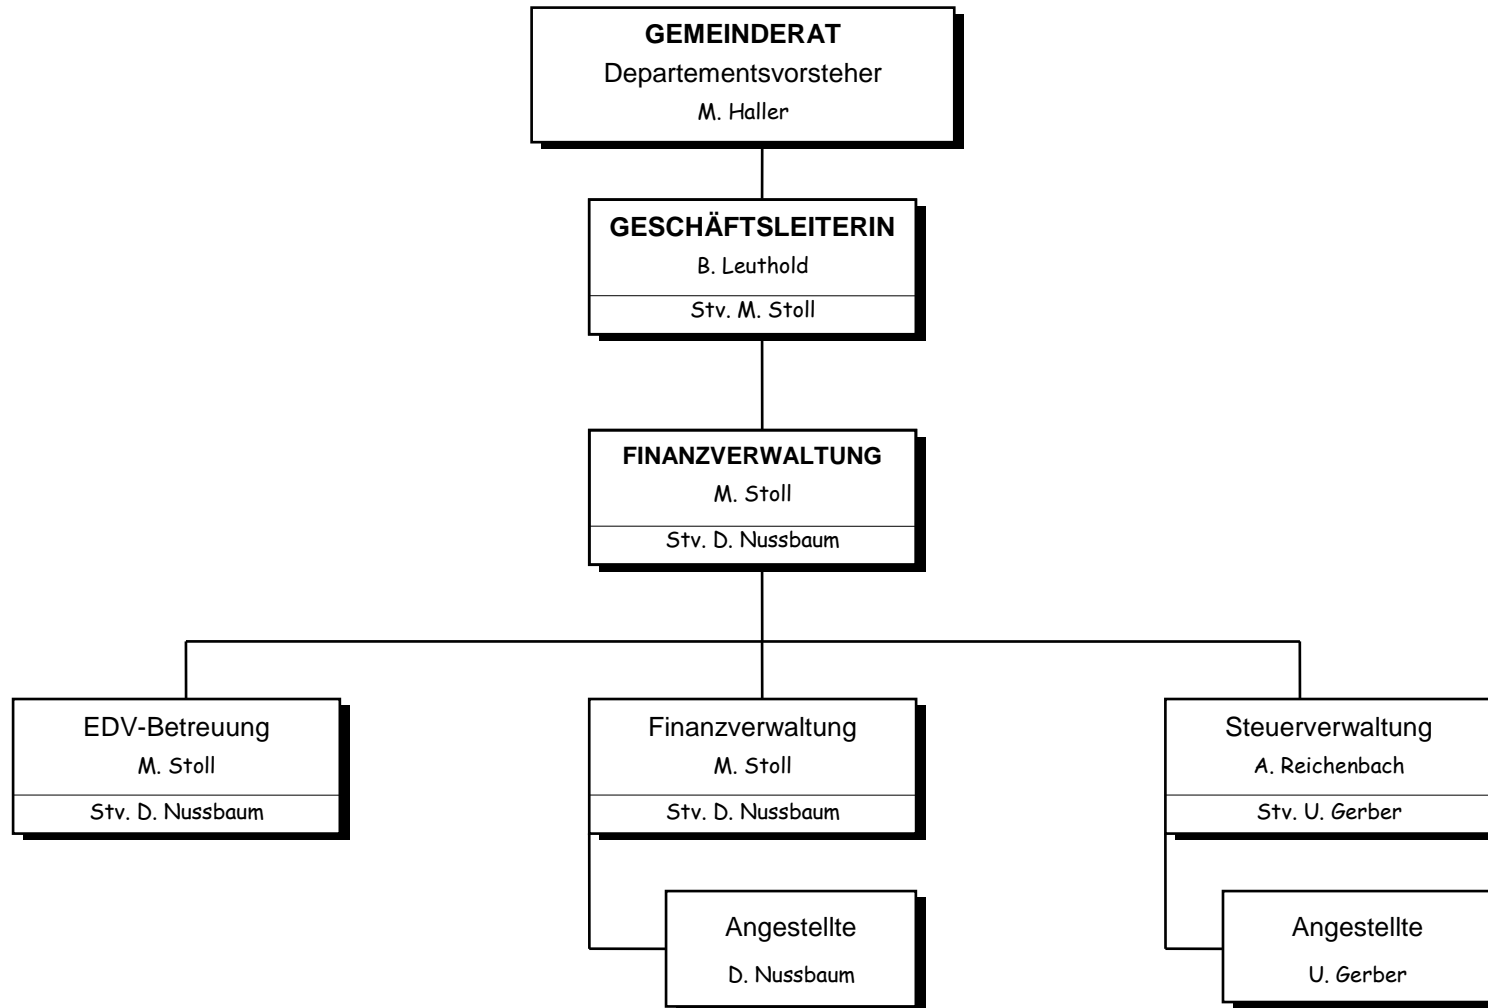 GEMEINDERAT
Departementsvorsteher
M. Haller
GESCHÄFTSLEITERIN
B. Leuthold
Stv. M. Stoll
FINANZVERWALTUNG
M. Stoll
Stv. D. Nussbaum
EDV-Betreuung
M. Stoll
Stv. D. Nussbaum
Finanzverwaltung
M. Stoll
Stv. D. Nussbaum
Steuerverwaltung
A. Reichenbach
Stv. U. Gerber
Angestellte
D. Nussbaum
Angestellte
U. Gerber